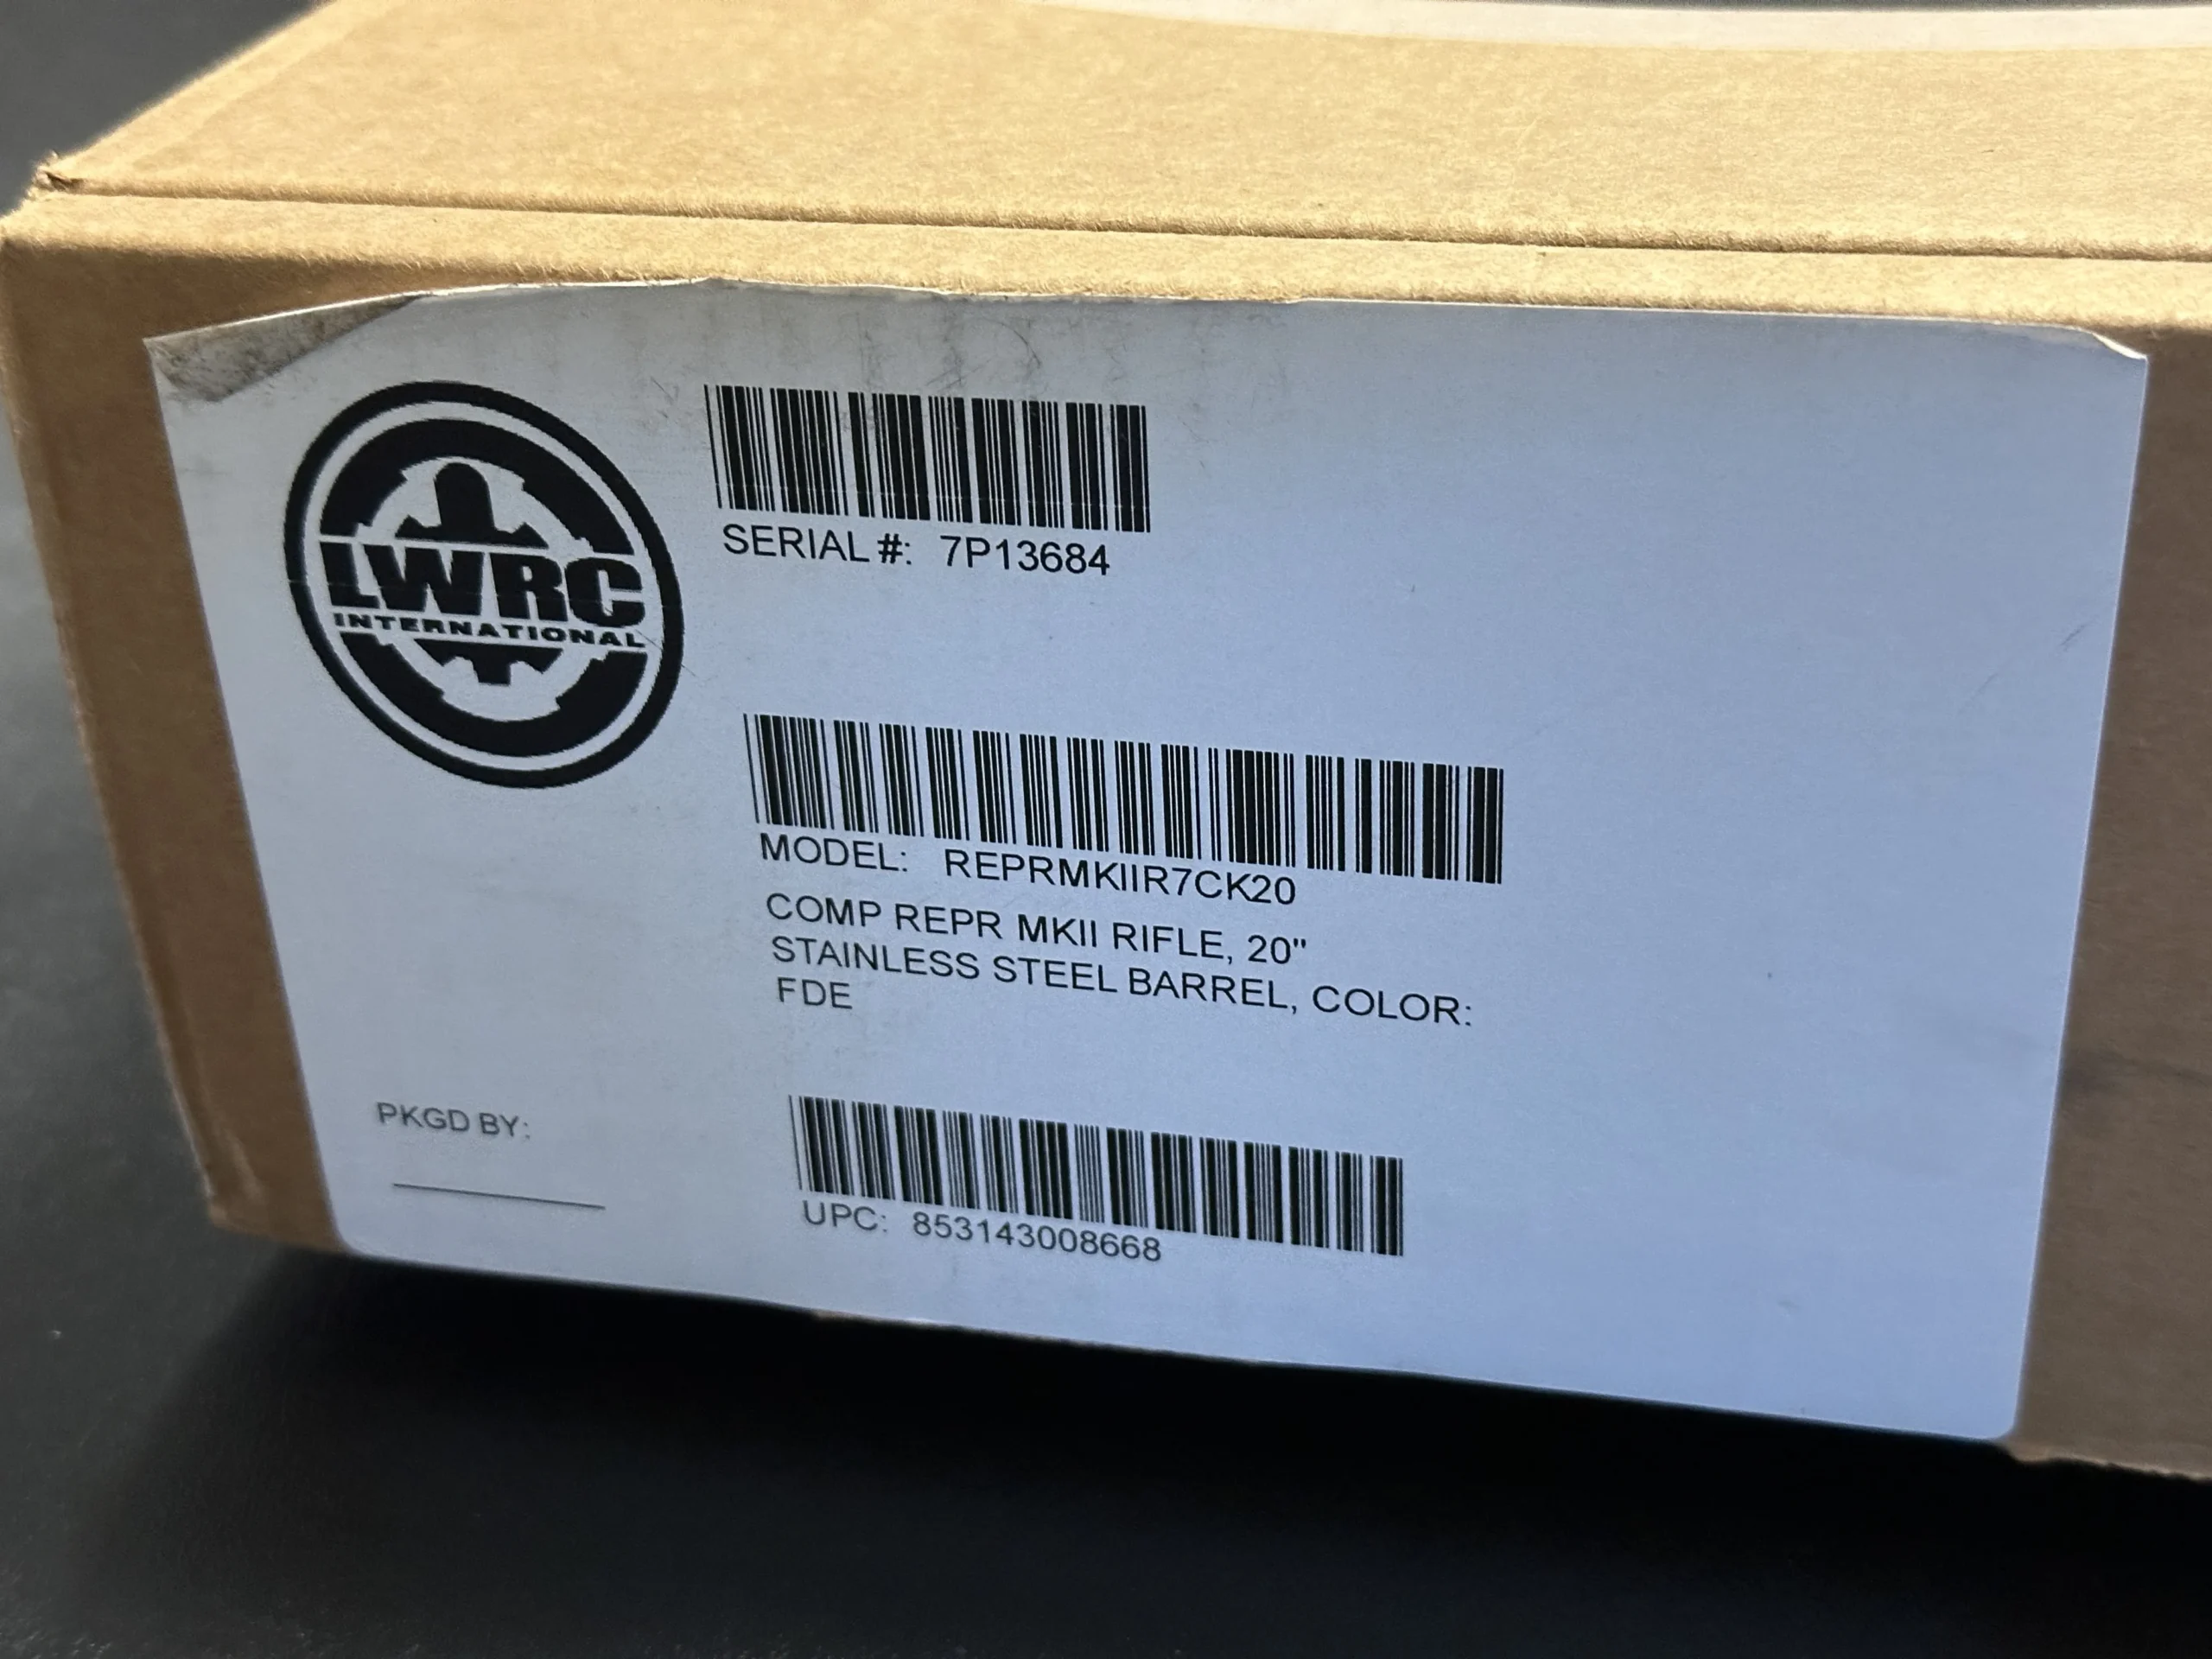 LWRC
INTERNATIONAL
SERIAL #: 7P13684
MODEL: REPRMKIIR7CK20
COMP REPR MKII RIFLE, 20"
STAINLESS STEEL BARREL, COLOR:
FDE
PKGD BY:
UPC: 853143008668